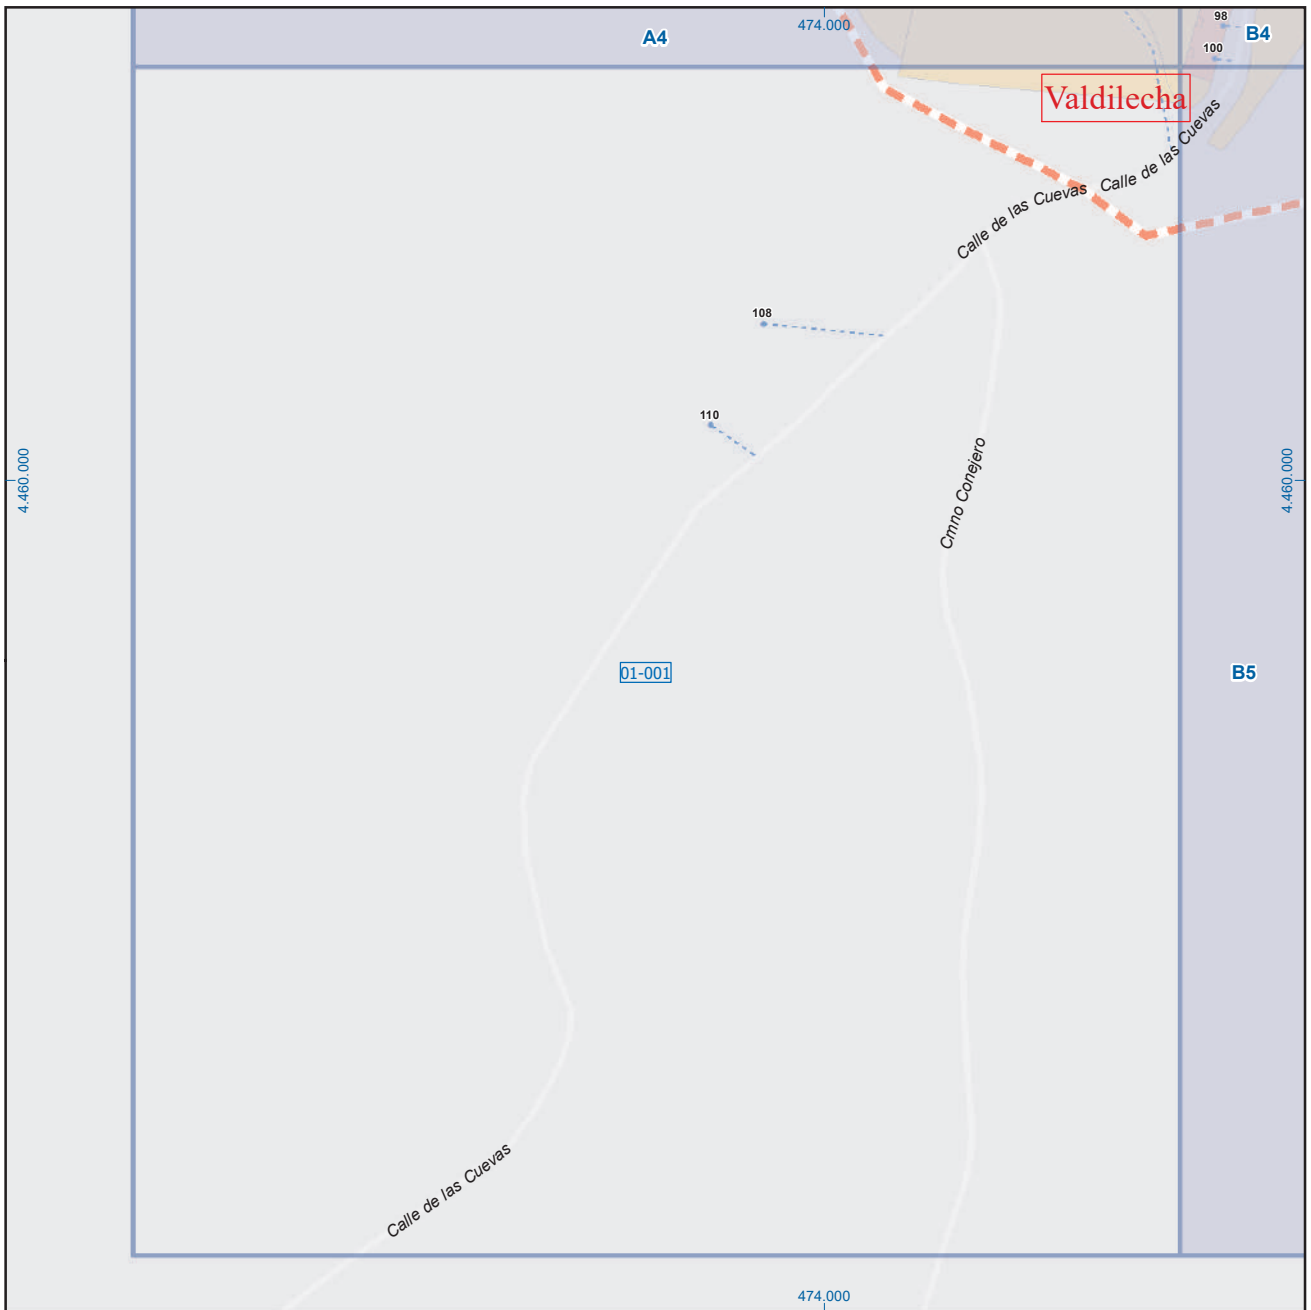 474.000
98
B4
A4
100
Valdilecha
Calle de las Cuevas
Calle de las Cuevas
108
110
Cmno Conejero
4.460.000
4.460.000
01-001
B5
Calle de las Cuevas
474.000